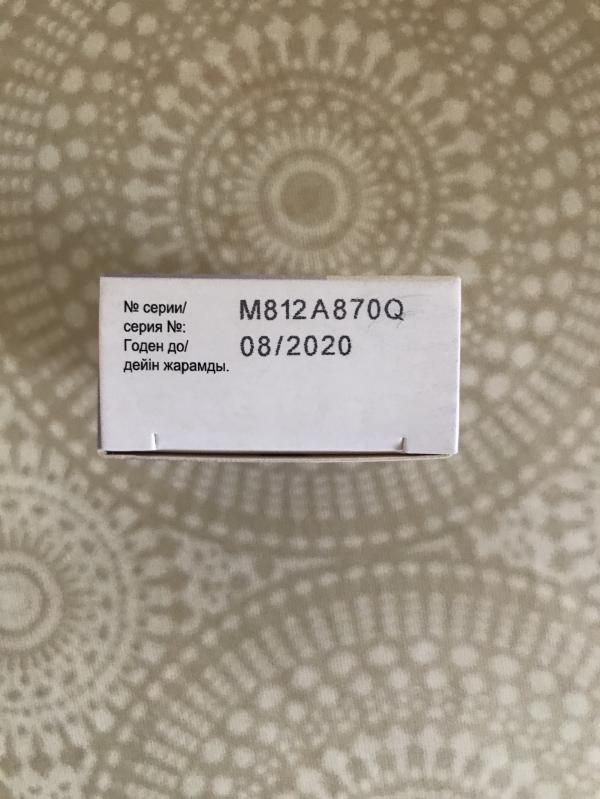 № серии/
серия №:
M812A870Q
Годен до/
дейін жарамды.
08/2020